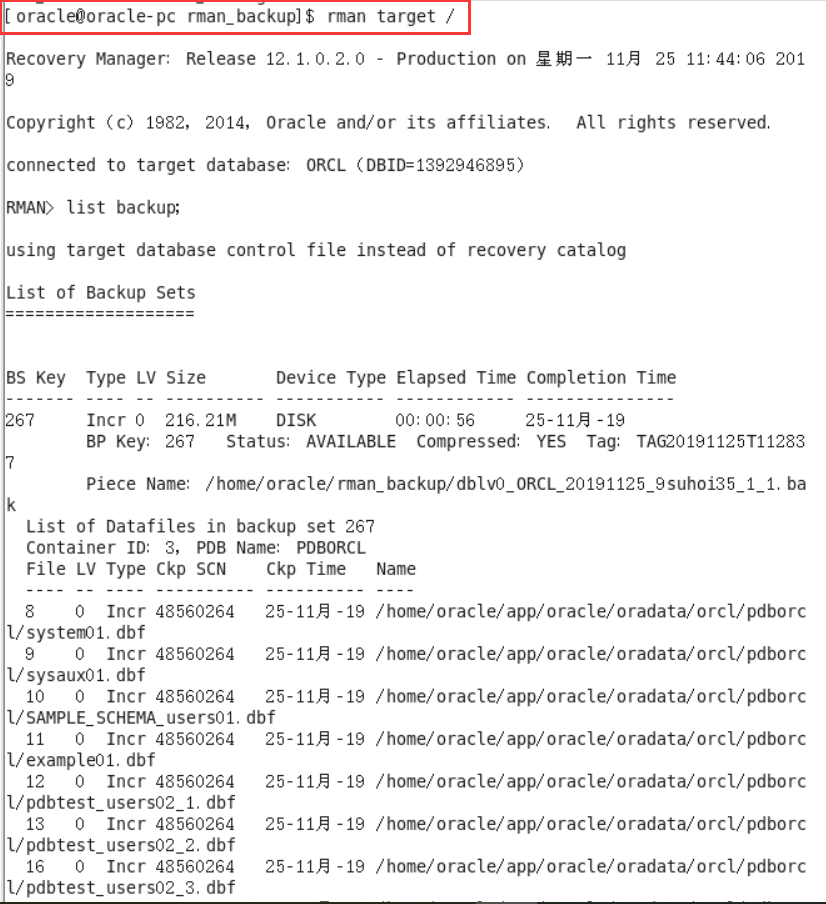 [oracle@oracle-pc rman_backup]$ rman target /
Recovery Manager: Release 12.1.0.2.0 - Production on 星期一 11月 25 11:44:06 201
9
Copyright (c) 1982, 2014, Oracle and/or its affiliates.  All rights reserved.
connected to target database: ORCL (DBID=1392946895)
RMAN> list backup;
using target database control file instead of recovery catalog
List of Backup Sets
===================
BS Key  Type LV Size       Device Type Elapsed Time Completion Time
------- ---- -- ---------- ----------- ------------ ---------------
267     Incr 0  216.21M    DISK        00:00:56     25-11月-19
        BP Key: 267   Status: AVAILABLE  Compressed: YES  Tag: TAG20191125T11283
7
        Piece Name: /home/oracle/rman_backup/dblv0_ORCL_20191125_9suhoi35_1_1.ba
k
  List of Datafiles in backup set 267
  Container ID: 3, PDB Name: PDBORCL
  File LV Type Ckp SCN    Ckp Time   Name
  ---- -- ---- ---------- ---------- ----
  8    0  Incr 48560264   25-11月-19 /home/oracle/app/oracle/oradata/orcl/pdborc
l/system01.dbf
  9    0  Incr 48560264   25-11月-19 /home/oracle/app/oracle/oradata/orcl/pdborc
l/sysaux01.dbf
  10   0  Incr 48560264   25-11月-19 /home/oracle/app/oracle/oradata/orcl/pdborc
l/SAMPLE_SCHEMA_users01.dbf
  11   0  Incr 48560264   25-11月-19 /home/oracle/app/oracle/oradata/orcl/pdborc
l/example01.dbf
  12   0  Incr 48560264   25-11月-19 /home/oracle/app/oracle/oradata/orcl/pdborc
l/pdbtest_users02_1.dbf
  13   0  Incr 48560264   25-11月-19 /home/oracle/app/oracle/oradata/orcl/pdborc
l/pdbtest_users02_2.dbf
  16   0  Incr 48560264   25-11月-19 /home/oracle/app/oracle/oradata/orcl/pdborc
l/pdbtest_users02_3.dbf